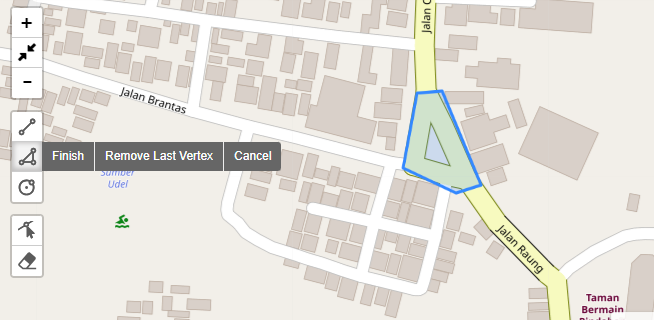 +
Jalan Brantas
−
Finish
Remove Last Vertex
Cancel
Sumber
Udel
Jalan Raung
Taman
Bermain